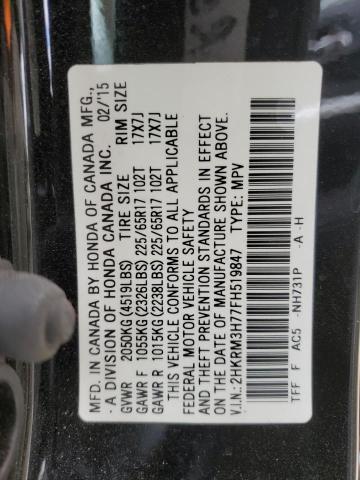 MFD. IN CANADA BY HONDA OF CANADA MFG.,
- A DIVISION OF HONDA CANADA INC. 02/'15
GVWR 2050KG(4519LBS) TIRE SIZE RIM SIZE
GAWR F 1055KG(2326LBS) 225/65R17 102T 17X7J
GAWR R 1015KG(2238LBS) 225/65R17 102T 17X7J
THIS VEHICLE CONFORMS TO ALL APPLICABLE
FEDERAL MOTOR VEHICLE SAFETY
AND THEFT PREVENTION STANDARDS IN EFFECT
ON THE DATE OF MANUFACTURE SHOWN ABOVE.
V.I.N.: 2HKRM3H77FH519847 TYPE: MPV
TFF F AC5 -NH731P -A -H